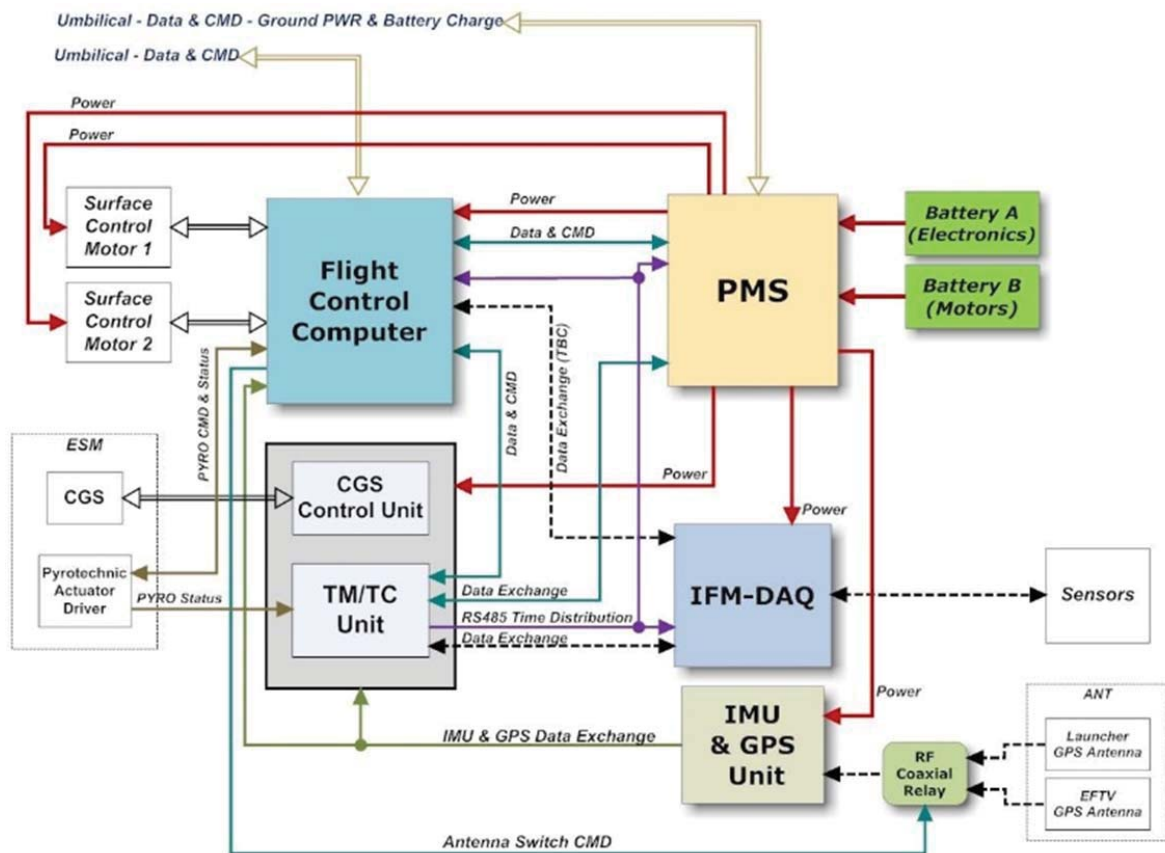 Umbilical - Data & CMD - Ground PWR & Battery Charge
Umbilical - Data & CMD
Power
Power
Surface
Control
Motor 1
Surface
Control
Motor 2
Flight
Control
Computer
Power
Data & CMD
PMS
Battery A
(Electronics)
Battery B
(Motors)
PYRO CMD & Status
Data & CMD
Data Exchange (TBC)
ESM
CGS
Pyrotechnic
Actuator
Driver
PYRO Status
CGS
Control Unit
TM/TC
Unit
Power
Power
Data Exchange
RS485 Time Distribution
Data Exchange
IFM-DAQ
Sensors
Power
IMU & GPS Data Exchange
IMU
& GPS
Unit
RF
Coaxial
Relay
ANT
Launcher
GPS Antenna
EFTV
GPS Antenna
Antenna Switch CMD